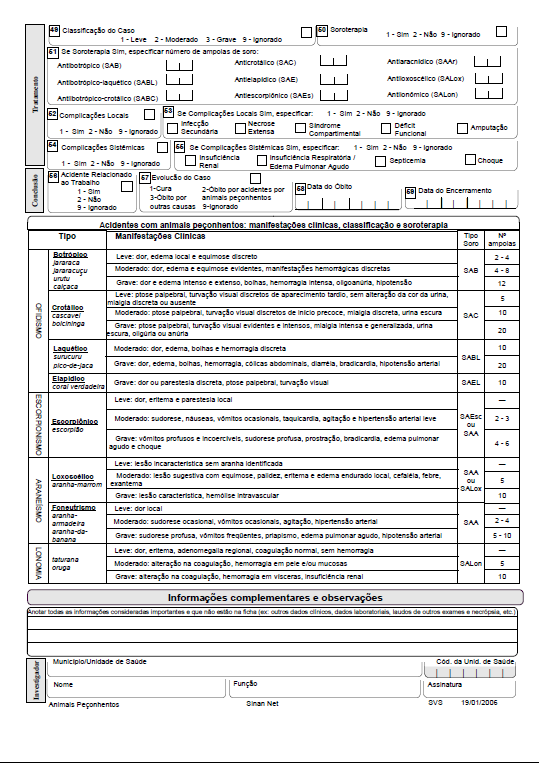 49 Classificação do Caso
1 - Leve 2 - Moderado 3 - Grave 9 - Ignorado
50 Soroterapia
1 - Sim 2 - Não 9 - Ignorado
Tratamento
51 Se Soroterapia Sim, especificar número de ampolas de soro:
Antibotrópico (SAB)
Anticrotálico (SAC)
Antiaracnídico (SAAr)
Antibotrópico-laquético (SABL)
Antielapídico (SAE)
Antiloxoscélico (SALox)
Antibotrópico-crotálico (SABC)
Antiescorpiônico (SAEs)
Antilonômico (SALon)
52 Complicações Locais
1 - Sim 2 - Não 9 - Ignorado
53 Se Complicações Locais Sim, especificar: 1 - Sim 2 - Não 9 - Ignorado
Infecção Secundária
Necrose Extensa
Síndrome Compartimental
Déficit Funcional
Amputação
54 Complicações Sistêmicas
1 - Sim 2 - Não 9 - Ignorado
55 Se Complicações Sistêmicas Sim, especificar: 1 - Sim 2 - Não 9 - Ignorado
Insuficiência Renal
Insuficiência Respiratória / Edema Pulmonar Agudo
Septicemia
Choque
Conclusão
56 Acidente Relacionado
ao Trabalho
1 - Sim
2 - Não
9 - Ignorado
57 Evolução do Caso
1-Cura 2-Óbito por acidentes por animais peçonhentos
3-Óbito por outras causas 9-Ignorado
58 Data do Óbito
59 Data do Encerramento
Acidentes com animais peçonhentos: manifestações clínicas, classificação e soroterapia
Tipo
Manifestações Clínicas
Tipo Soro
Nº ampolas
OFIDISMO
Botrópico
jararaca
jararacuçu
urutu
caiçaca
Leve: dor, edema local e equimose discreto
2 - 4
Moderado: dor, edema e equimose evidentes, manifestações hemorrágicas discretas
SAB
4 - 8
Grave: dor e edema intenso e extenso, bolhas, hemorragia intensa, oligoanúria, hipotensão
12
Crotálico
cascavel
boicininga
Leve: ptose palpebral, turvação visual discretos de aparecimento tardio, sem alteração da cor da urina,
mialgia discreta ou ausente
5
Moderado: ptose palpebral, turvação visual discretos de início precoce, mialgia discreta, urina escura
SAC
10
Grave: ptose palpebral, turvação visual evidentes e intensos, mialgia intensa e generalizada, urina
escura, oligúria ou anúria
20
Laquético
surucucu
pico-de-jaca
Moderado: dor, edema, bolhas e hemorragia discreta
SABL
10
Grave: dor, edema, bolhas, hemorragia, cólicas abdominais, diarréia, bradicardia, hipotensão arterial
20
Elapídico
coral verdadeira
Grave: dor ou parestesia discreta, ptose palpebral, turvação visual
SAEL
10
ESCORPIONISMO
Escorpiônico
escorpião
Leve: dor, eritema e parestesia local
—
Moderado: sudorese, náuseas, vômitos ocasionais, taquicardia, agitação e hipertensão arterial leve
SAEsc
ou
SAA
2 - 3
Grave: vômitos profusos e incoercíveis, sudorese profusa, prostração, bradicardia, edema pulmonar
agudo e choque
4 - 6
ARANEÍSMO
Loxoscélico
aranha-marrom
Leve: lesão incaracterística sem aranha identificada
—
Moderado: lesão sugestiva com equimose, palidez, eritema e edema endurado local, cefaléia, febre,
exantema
SAA
ou
SALox
5
Grave: lesão característica, hemólise intravascular
10
Foneutrismo
aranha-
armadeira
aranha-da-
banana
Leve: dor local
—
Moderado: sudorese ocasional, vômitos ocasionais, agitação, hipertensão arterial
SAA
2 - 4
Grave: sudorese profusa, vômitos freqüentes, priapismo, edema pulmonar agudo, hipotensão arterial
5 - 10
LONOMIA
taturana
oruga
Leve: dor, eritema, adenomegalia regional, coagulação normal, sem hemorragia
—
Moderado: alteração na coagulação, hemorragia em pele e/ou mucosas
SALon
5
Grave: alteração na coagulação, hemorragia em vísceras, insuficiência renal
10
Informações complementares e observações
Anotar todas as informações consideradas importantes e que não estão na ficha (ex: outros dados clínicos, dados laboratoriais, laudos de outros exames e necrópsia, etc.)
Investigador
Município/Unidade de Saúde
Cód. da Unid. de Saúde
Nome
Função
Assinatura
Animais Peçonhentos
Sinan Net
SVS 19/01/2006